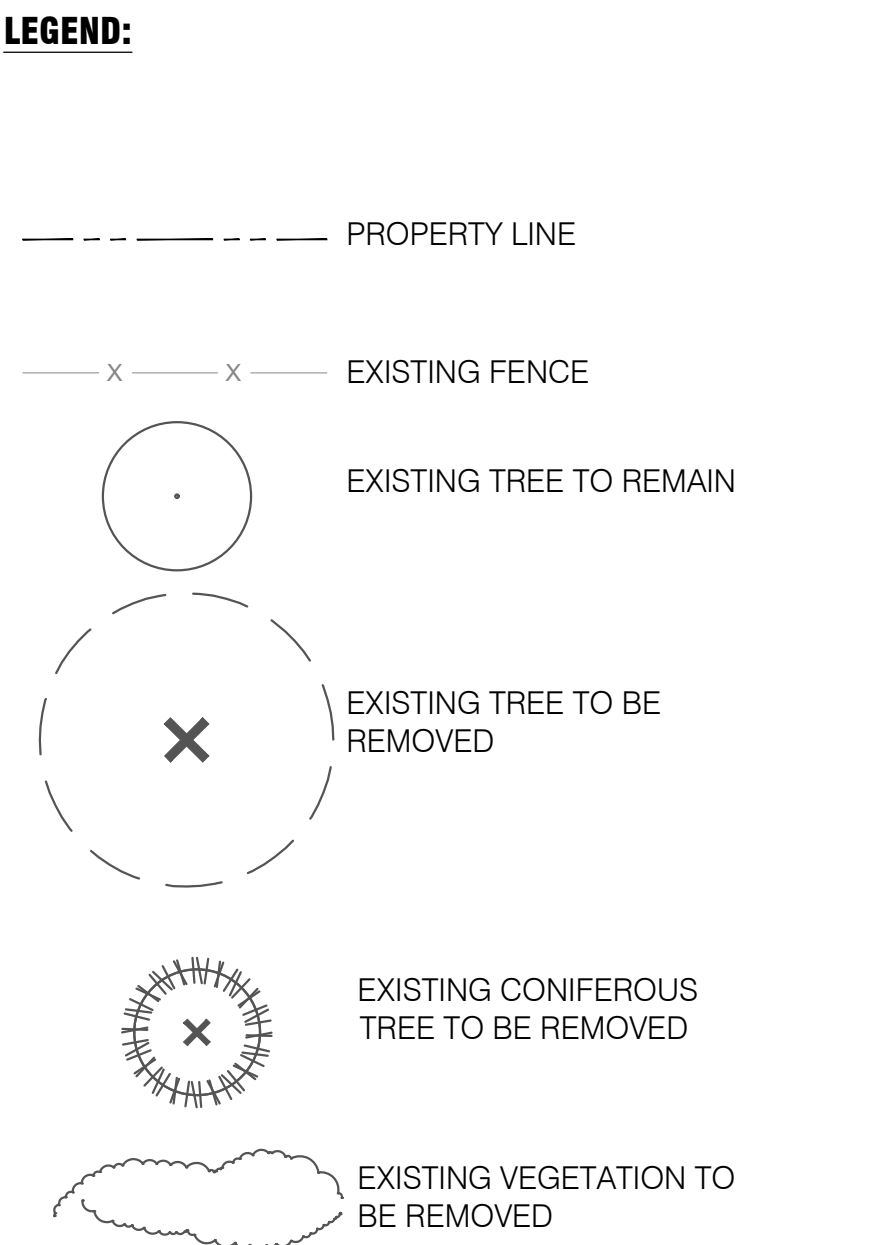 LEGEND:
PROPERTY LINE
X X
EXISTING FENCE
EXISTING TREE TO REMAIN
EXISTING TREE TO BE
REMOVED
EXISTING CONIFEROUS
TREE TO BE REMOVED
EXISTING VEGETATION TO
BE REMOVED